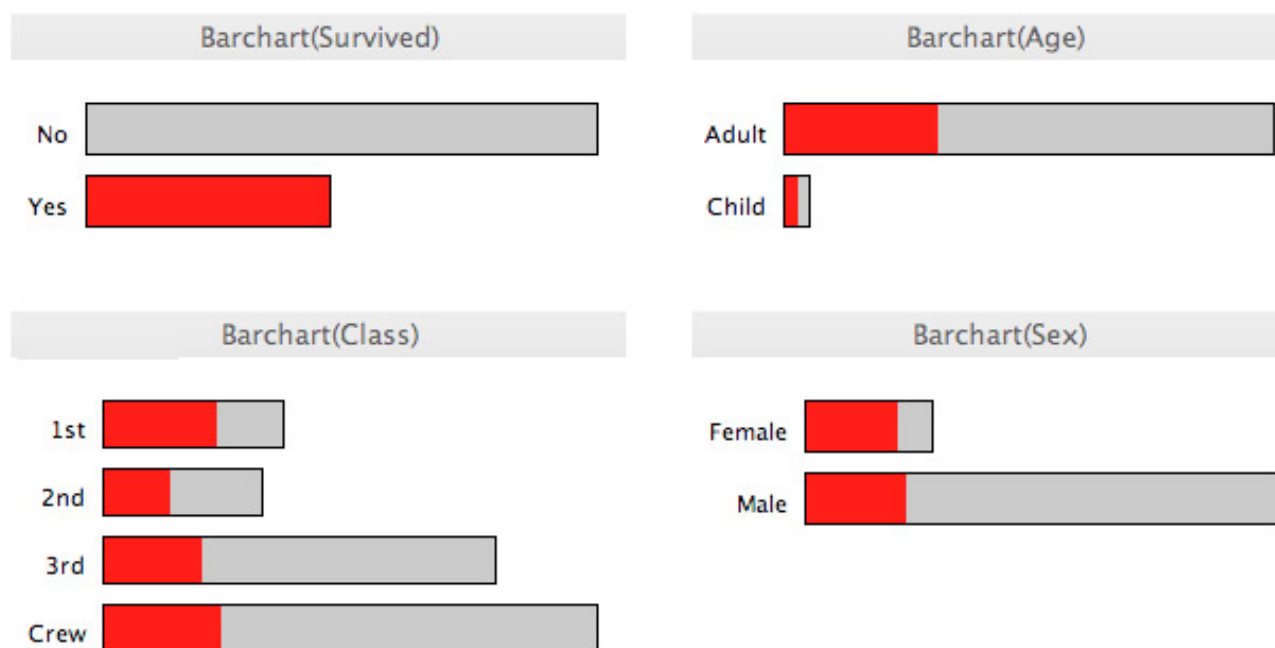 Barchart(Survived)
No
Yes
Barchart(Age)
Adult
Child
Barchart(Class)
1st
2nd
3rd
Crew
Barchart(Sex)
Female
Male